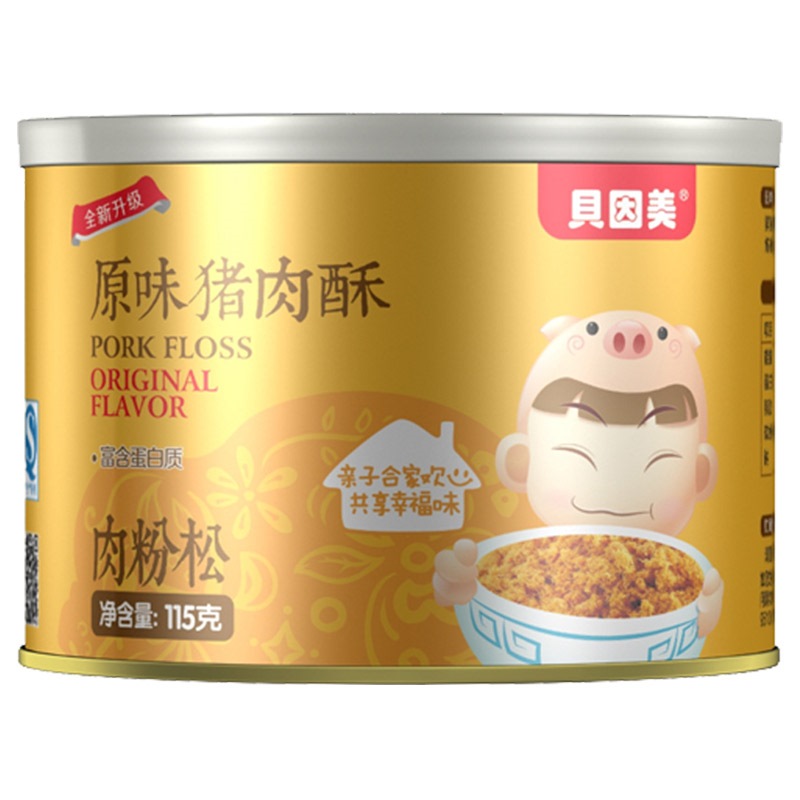 全新升级
貝因美®
原味猪肉酥
PORK FLOSS
ORIGINAL
FLAVOR
·富含蛋白质
亲子合家欢
共享幸福味
肉粉松
净含量: 115克